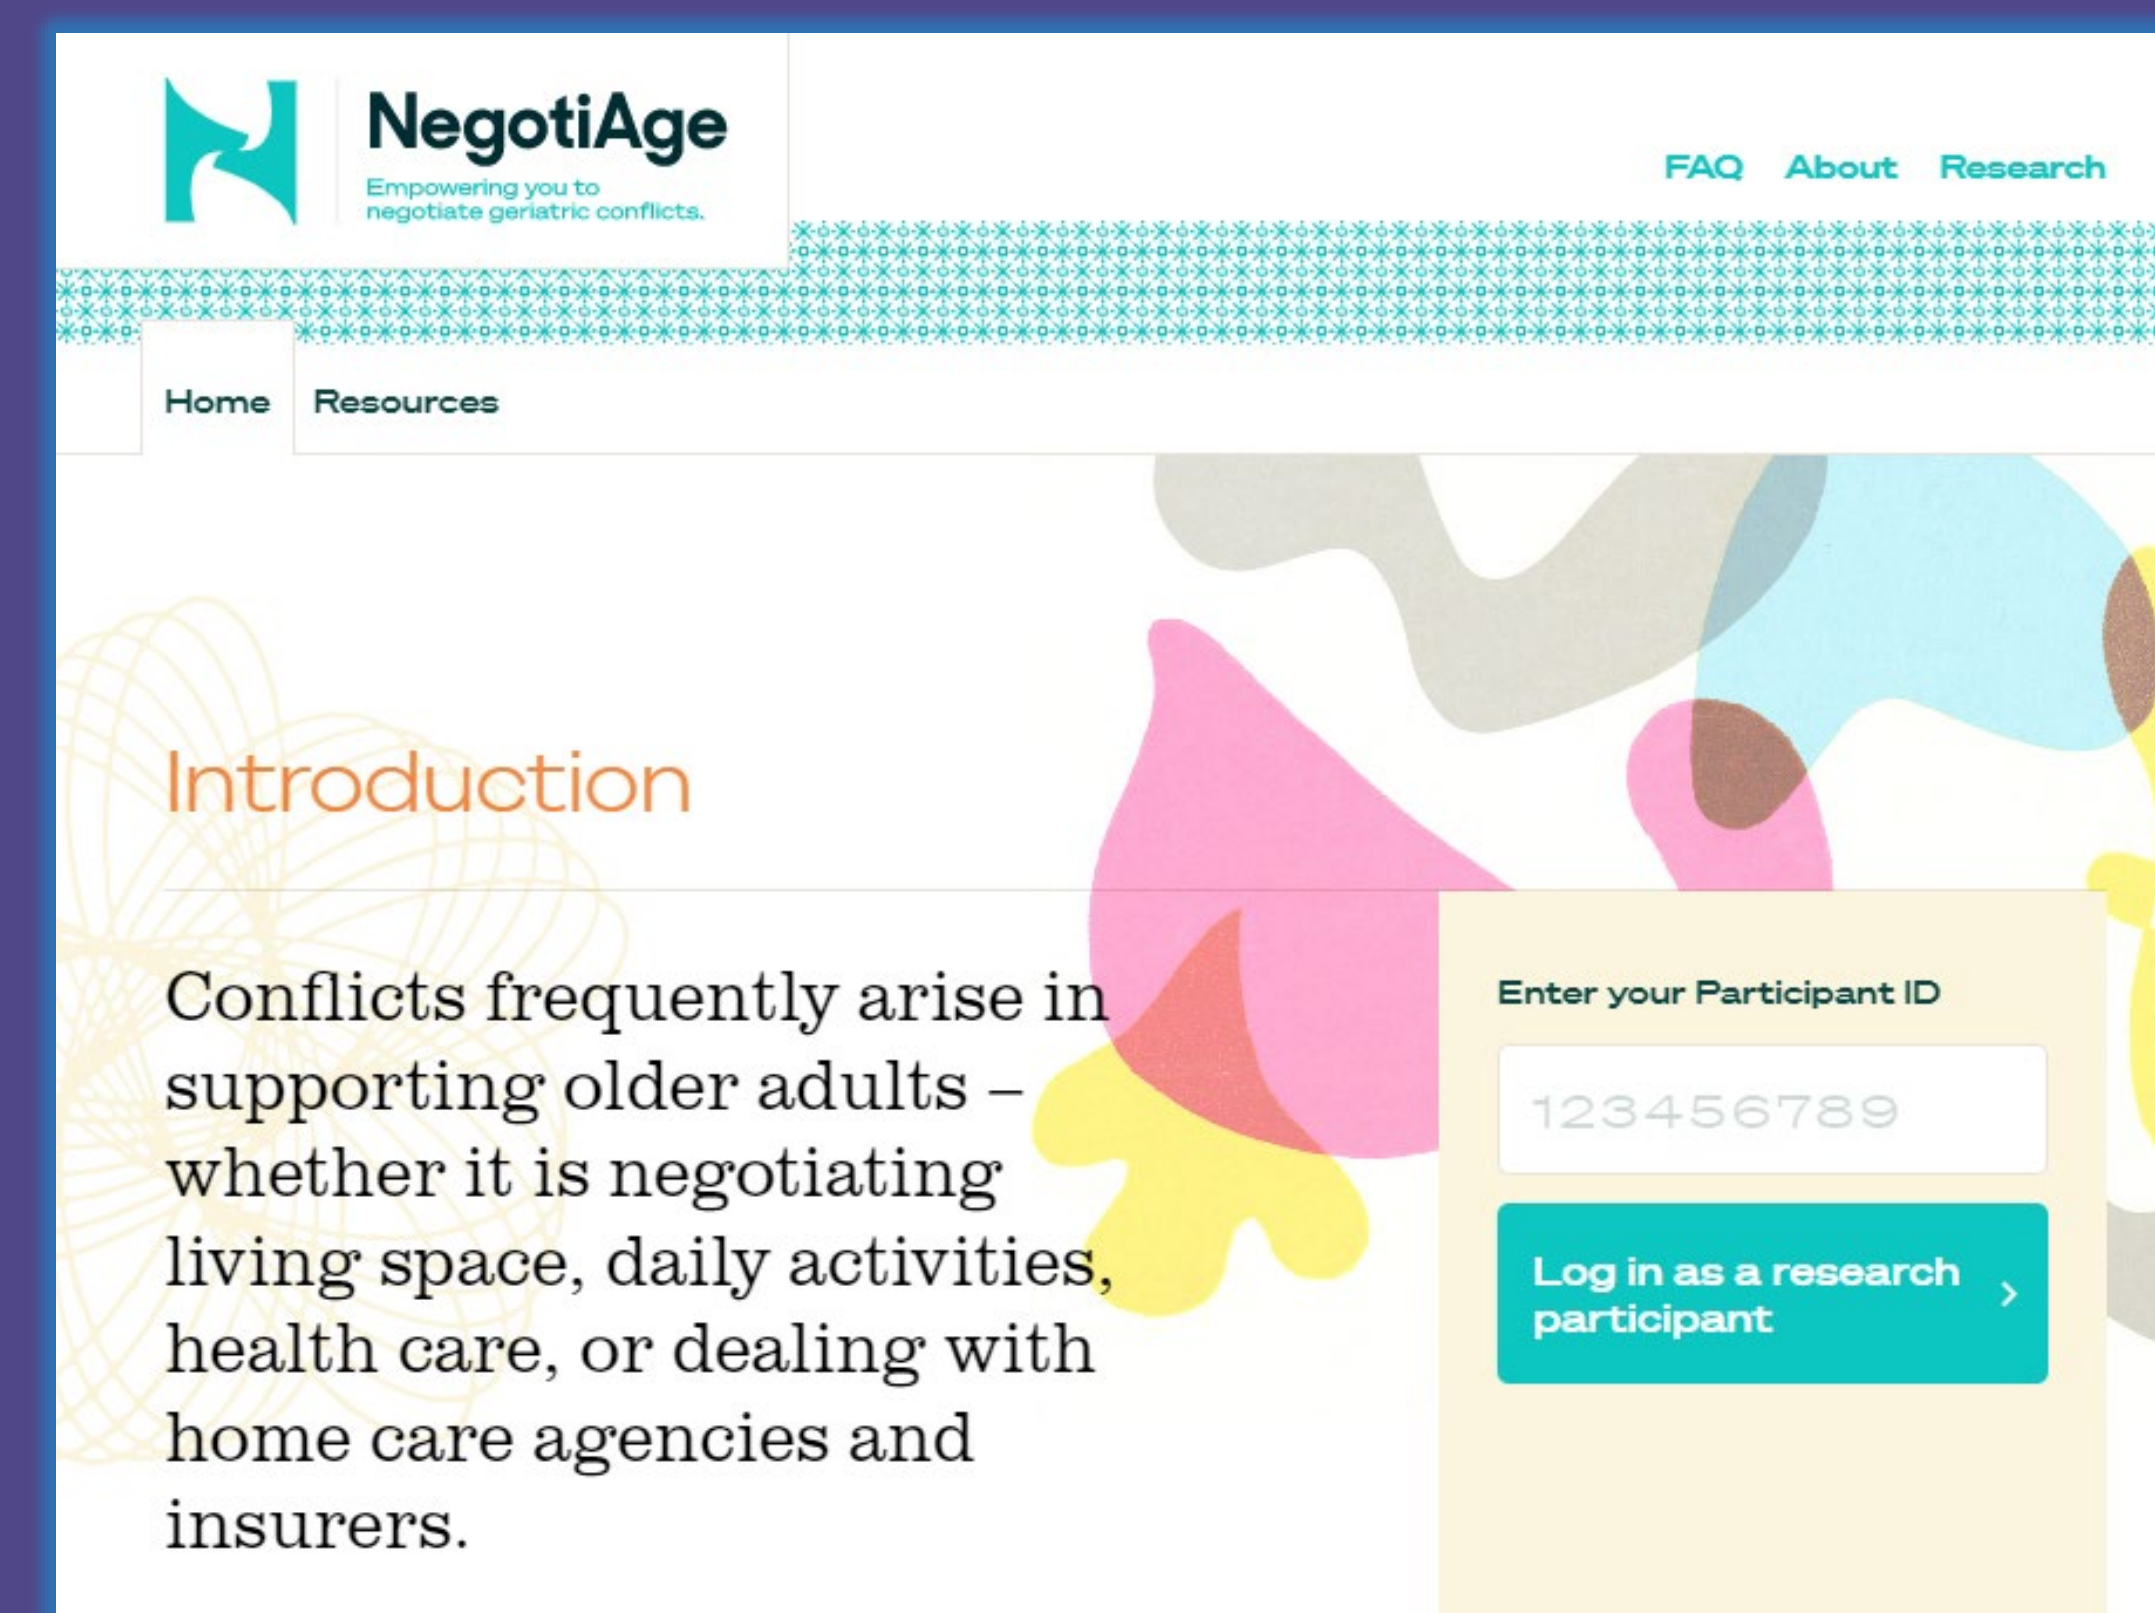 NegotiAge
Empowering you to
negotiate geriatric conflicts.
FAQ About Research
Home Resources
Introduction
Conflicts frequently arise in
supporting older adults –
whether it is negotiating
living space, daily activities,
health care, or dealing with
home care agencies and
insurers.
Enter your Participant ID
123456789
Log in as a research
participant